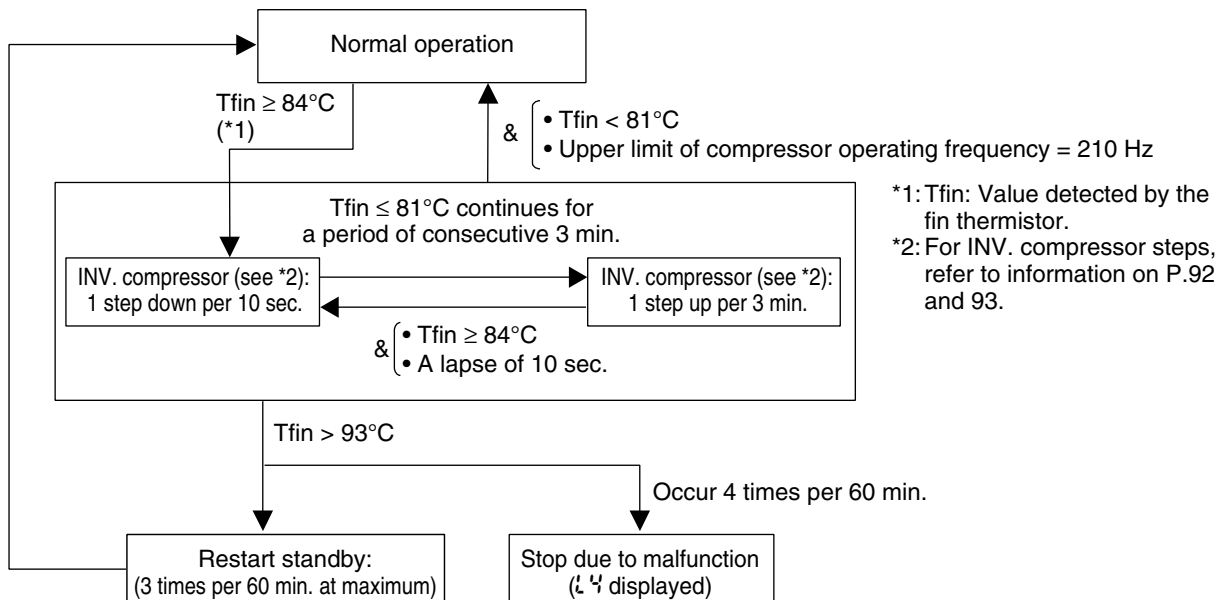 Normal operation
Tfin ≥ 84°C
(*1)
&
• Tfin < 81°C
• Upper limit of compressor operating frequency = 210 Hz
Tfin ≤ 81°C continues for
a period of consecutive 3 min.
INV. compressor (see *2):
1 step down per 10 sec.
INV. compressor (see *2):
1 step up per 3 min.
&
• Tfin ≥ 84°C
• A lapse of 10 sec.
*1: Tfin: Value detected by the
fin thermistor.
*2: For INV. compressor steps,
refer to information on P.92
and 93.
Tfin > 93°C
Occur 4 times per 60 min.
Restart standby:
(3 times per 60 min. at maximum)
Stop due to malfunction
(L4 displayed)